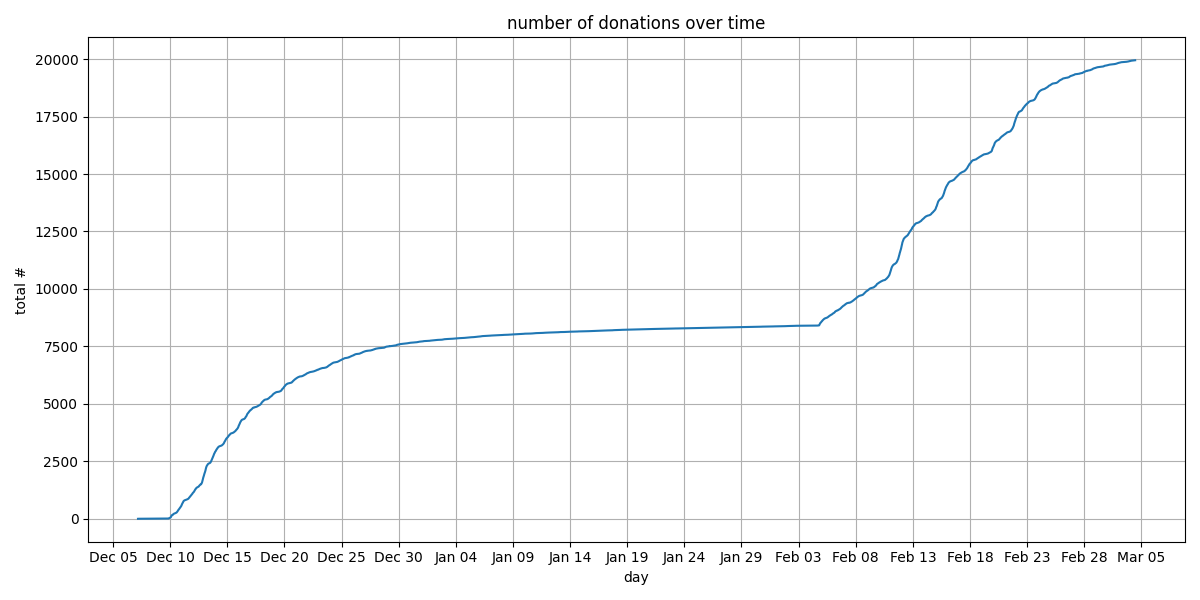 number of donations over time
total #
20000
17500
15000
12500
10000
7500
5000
2500
0
Dec 05 Dec 10 Dec 15 Dec 20 Dec 25 Dec 30 Jan 04 Jan 09 Jan 14 Jan 19 Jan 24 Jan 29 Feb 03 Feb 08 Feb 13 Feb 18 Feb 23 Feb 28 Mar 05
day